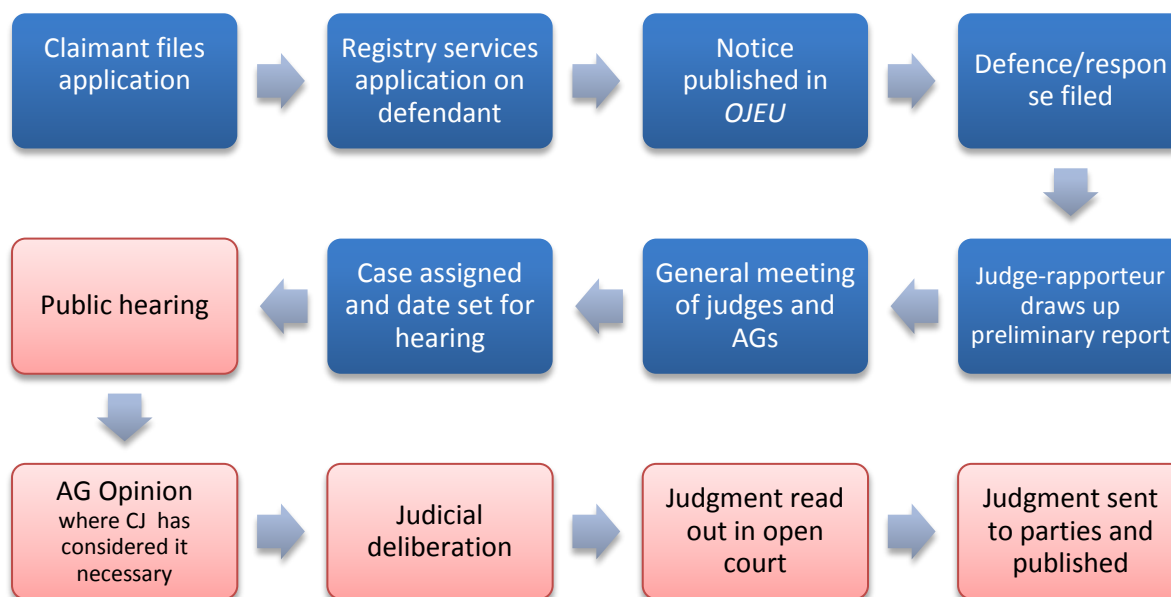 Claimant files
application
Registry services
application on
defendant
Notice
published in
OJEU
Defence/respon
se filed
Judge-rapporteur
draws up
preliminary report
General meeting
of judges and
AGs
Case assigned
and date set for
hearing
Public hearing
AG Opinion
where CJ has
considered it
necessary
Judicial
deliberation
Judgment read
out in open
court
Judgment sent
to parties and
published